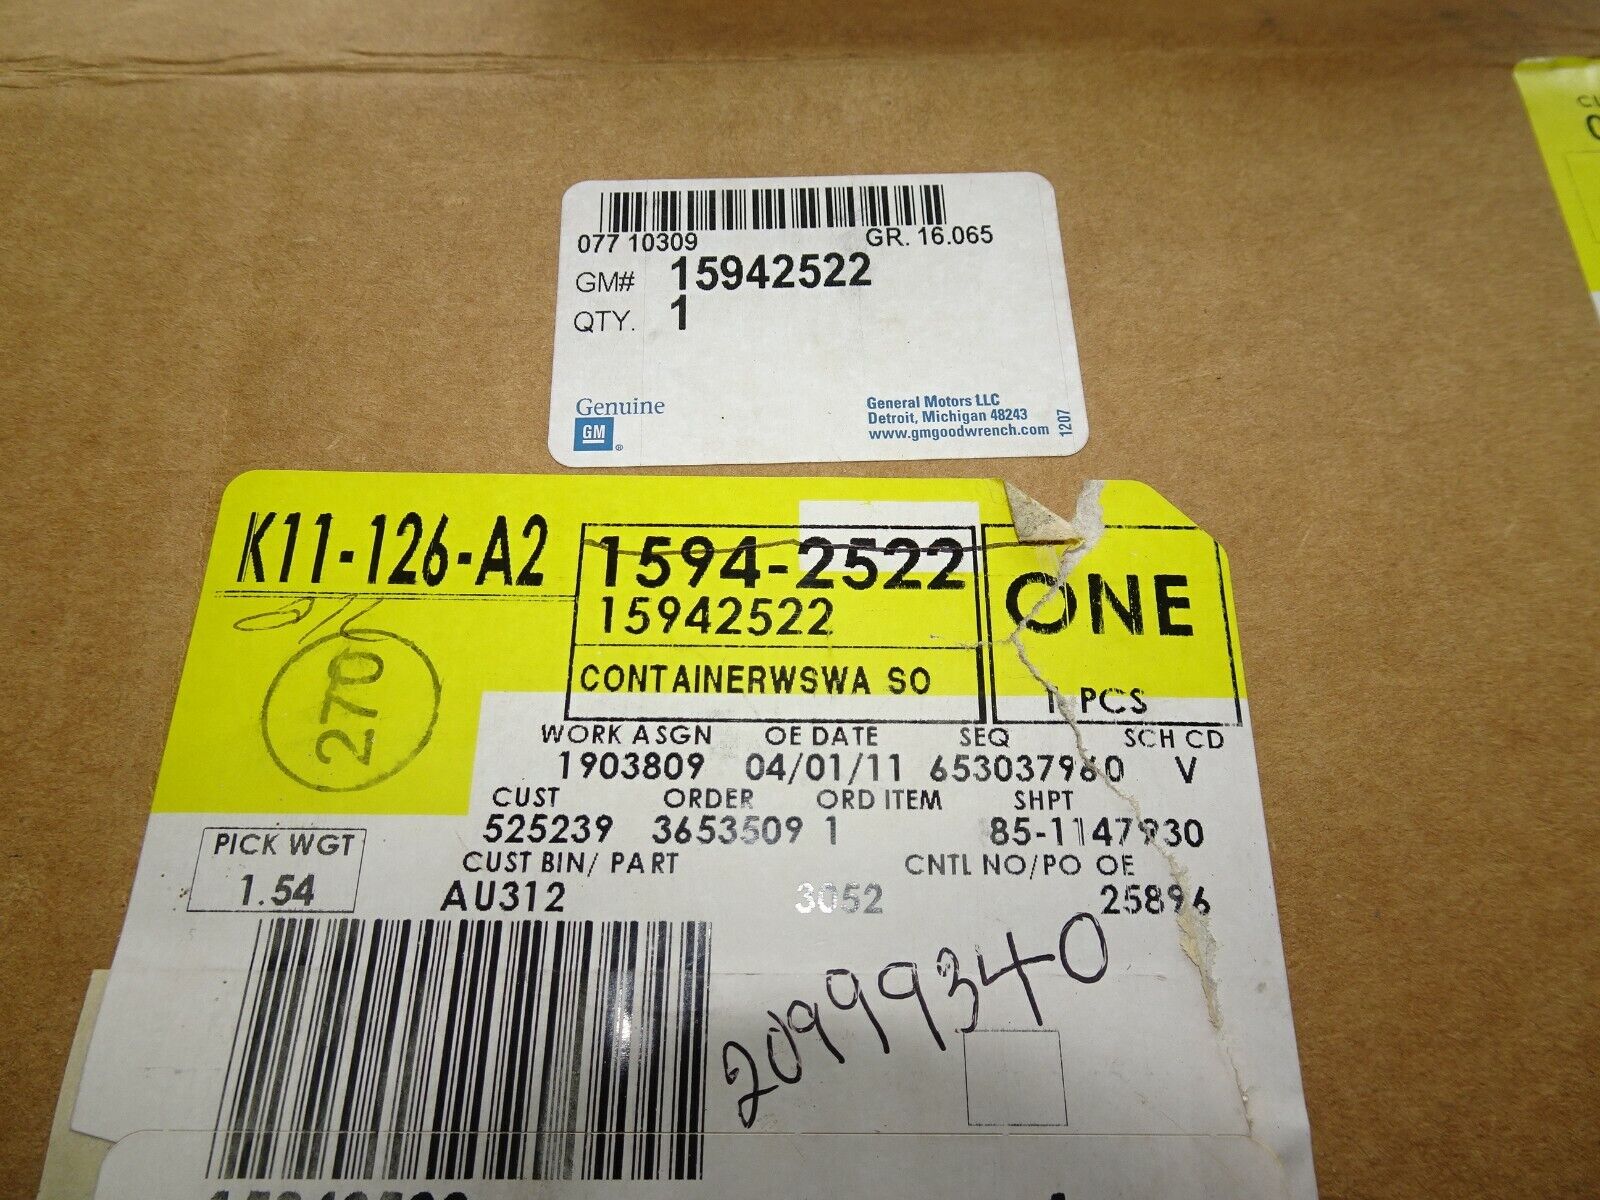 07710309 GR. 16.065
GM# 15942522
QTY. 1
Genuine
GM ®
General Motors LLC
Detroit, Michigan 48243
www.gmgoodwrench.com
1207
K11-126-A2
1594-2522
15942522
CONTAINERWSWA SO
ONE
1 PCS
270
WORK ASGN OE DATE SEQ SCH CD
1903809 04/01/11 653037960 V
CUST ORDER ORD ITEM SHPT
525239 3653509 1 85-1147930
PICK WGT
1.54
CUST BIN/ PART CNTL NO/PO OE
AU312 3052 25896
20999340